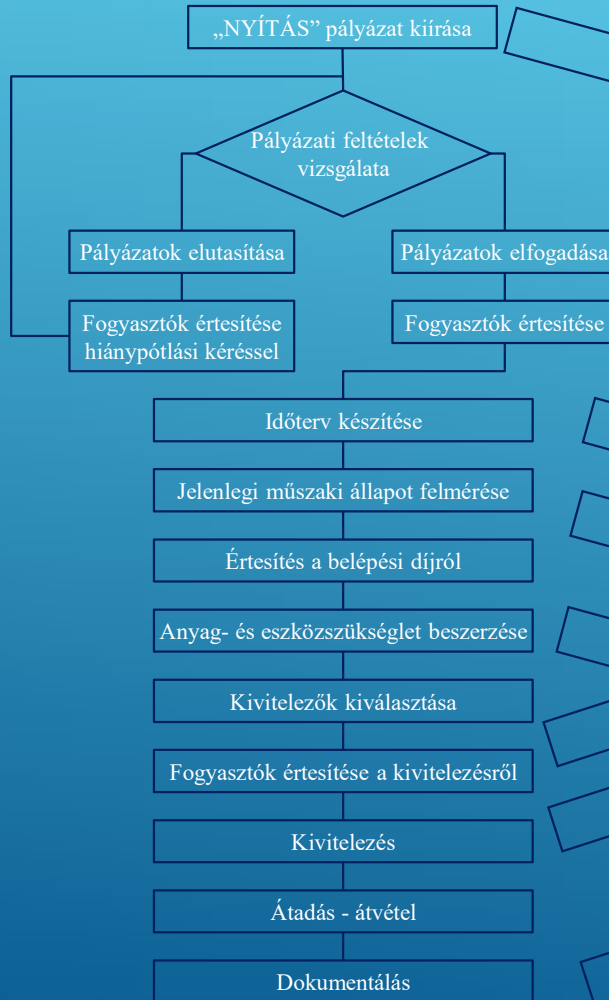 „NYÍTÁS” pályázat kiírása
Pályázati feltételek
vizsgálata
Pályázatok elutasítása
Pályázatok elfogadása
Fogyasztók értesítése
hiánypótlási kéréssel
Fogyasztók értesítése
Időterv készítése
Jelenlegi műszaki állapot felmérése
Értesítés a belépési díjról
Anyag- és eszközszükséglet beszerzése
Kivitelezők kiválasztása
Fogyasztók értesítése a kivitelezésről
Kivitelezés
Átadás - átvétel
Dokumentálás